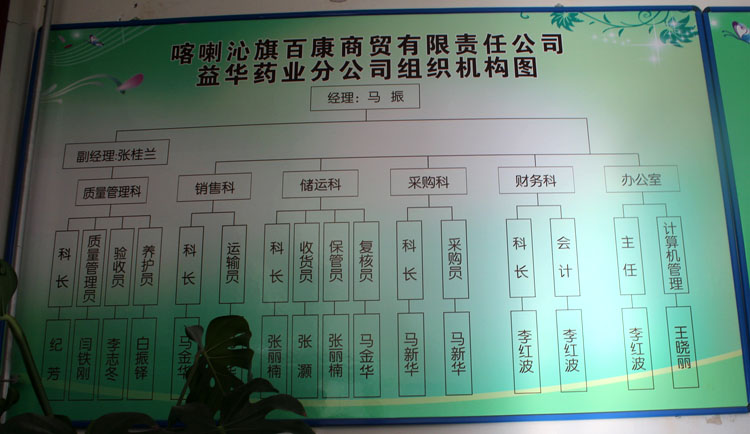 喀喇沁旗百康商贸有限责任公司
益华药业分公司组织机构图
经理：马 振
副经理:张桂兰
质量管理科
销售科
储运科
采购科
财务科
办公室
科长
质量管理员
验收员
养护员
科长
运输员
科长
收货员
保管员
复核员
科长
采购员
科长
会计
主任
计算机管理
纪芳
闫铁刚
李志冬
白振铎
马金华
华
张丽楠
张灏
张丽楠
马金华
马新华
马新华
李红波
李红波
李红波
王晓丽